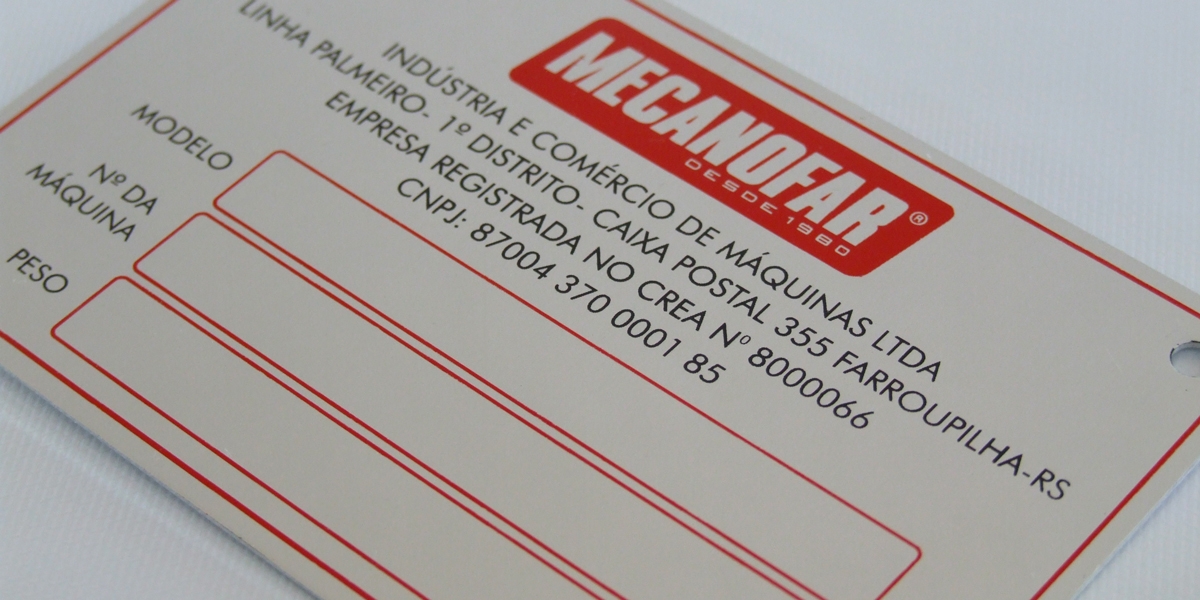 MECANOFAR®
DESDE 1980
INDÚSTRIA E COMÉRCIO DE MÁQUINAS LTDA
LINHA PALMEIRO- 1º DISTRITO- CAIXA POSTAL 355 FARROUPILHA-RS
EMPRESA REGISTRADA NO CREA Nº 8000066
CNPJ: 87004 370 0001 85
MODELO
Nº DA
MÁQUINA
PESO